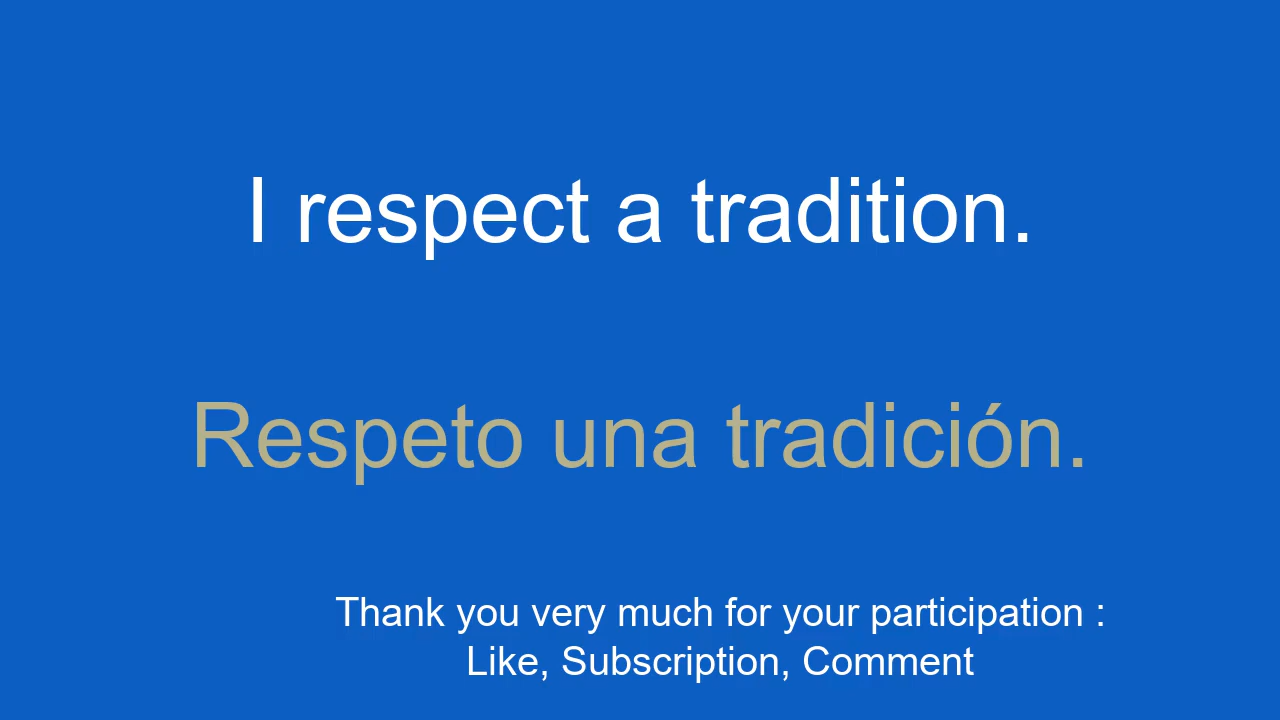 I respect a tradition.
Respeto una tradición.
Thank you very much for your participation :
Like, Subscription, Comment